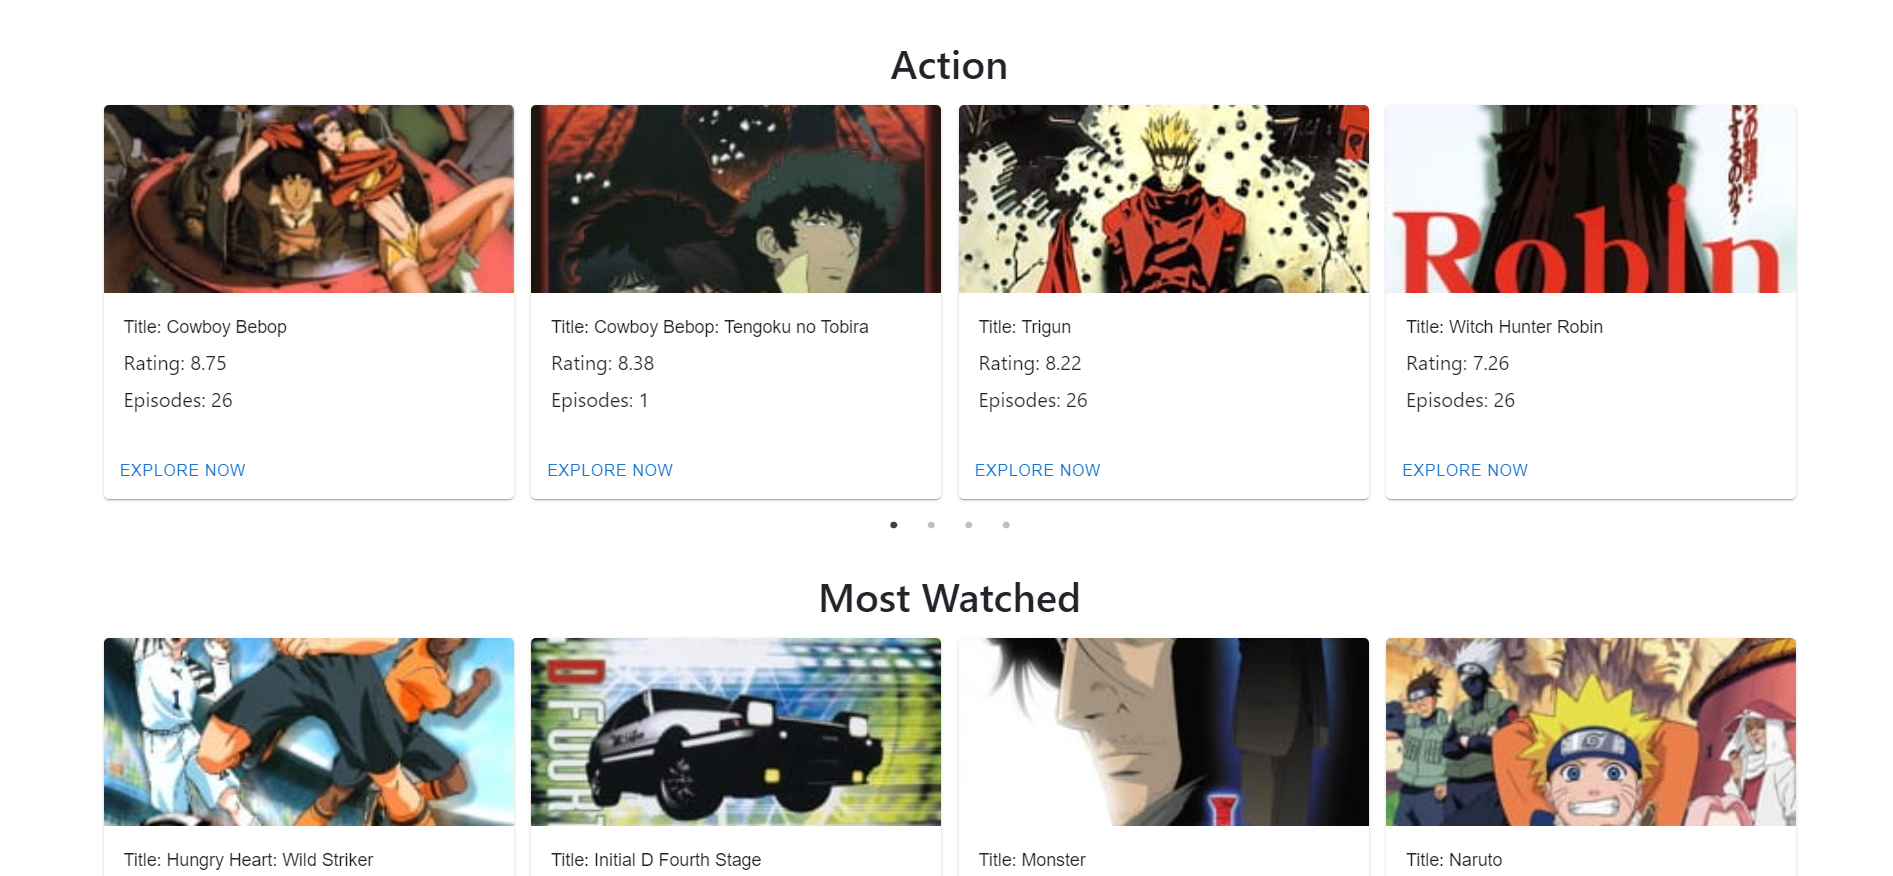 Action
Robin
Title: Cowboy Bebop
Rating: 8.75
Episodes: 26
EXPLORE NOW
Title: Cowboy Bebop: Tengoku no Tobira
Rating: 8.38
Episodes: 1
EXPLORE NOW
Title: Trigun
Rating: 8.22
Episodes: 26
EXPLORE NOW
Title: Witch Hunter Robin
Rating: 7.26
Episodes: 26
EXPLORE NOW
Most Watched
1
D
Title: Hungry Heart: Wild Striker
Title: Initial D Fourth Stage
Title: Monster
Title: Naruto